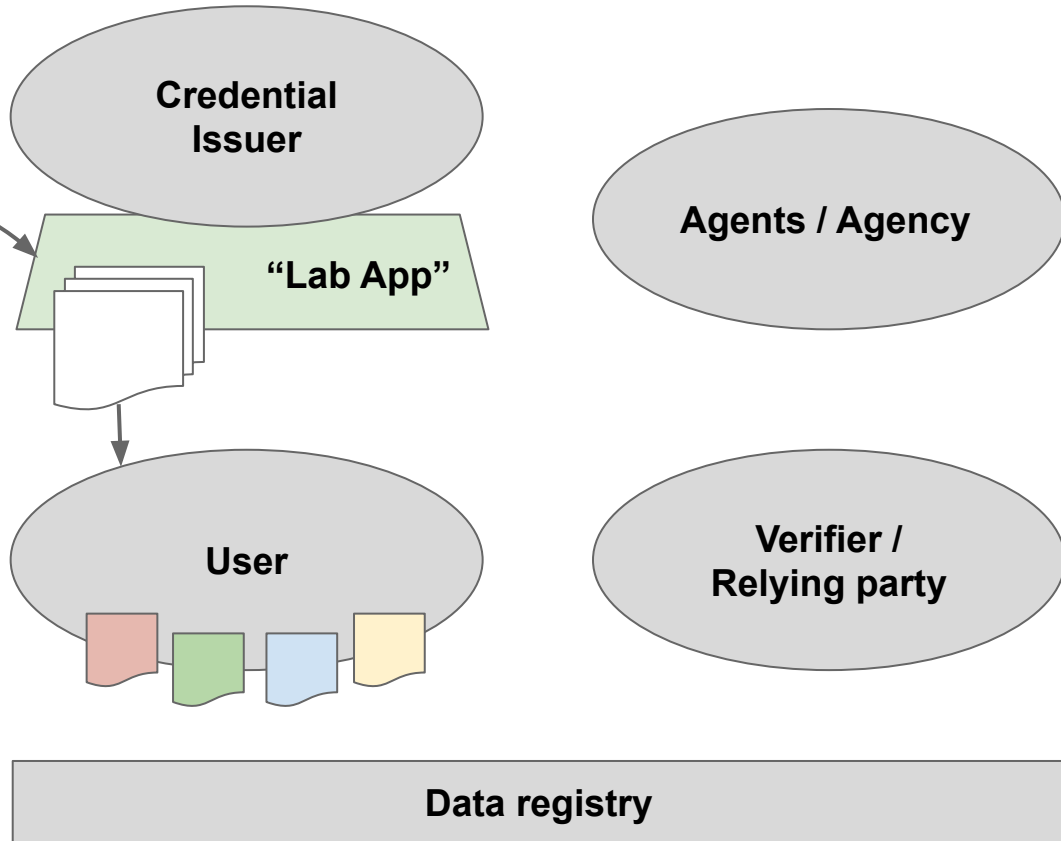 Credential
Issuer
“Lab App”
Agents / Agency
User
Verifier /
Relying party
Data registry